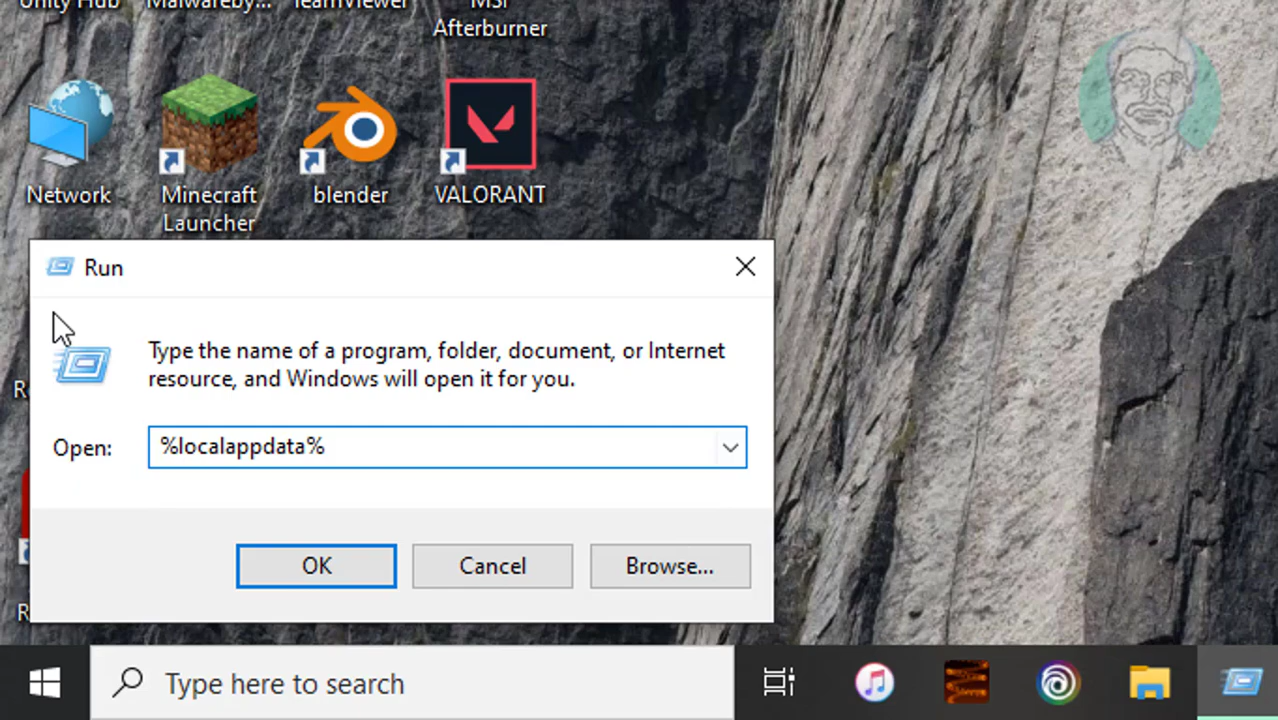 Unity Hub Malwareby... TeamViewer MSI
Afterburner
Network Minecraft Launcher blender VALORANT
Run
Type the name of a program, folder, document, or Internet
resource, and Windows will open it for you.
Open: %localappdata%
OK Cancel Browse...
Type here to search